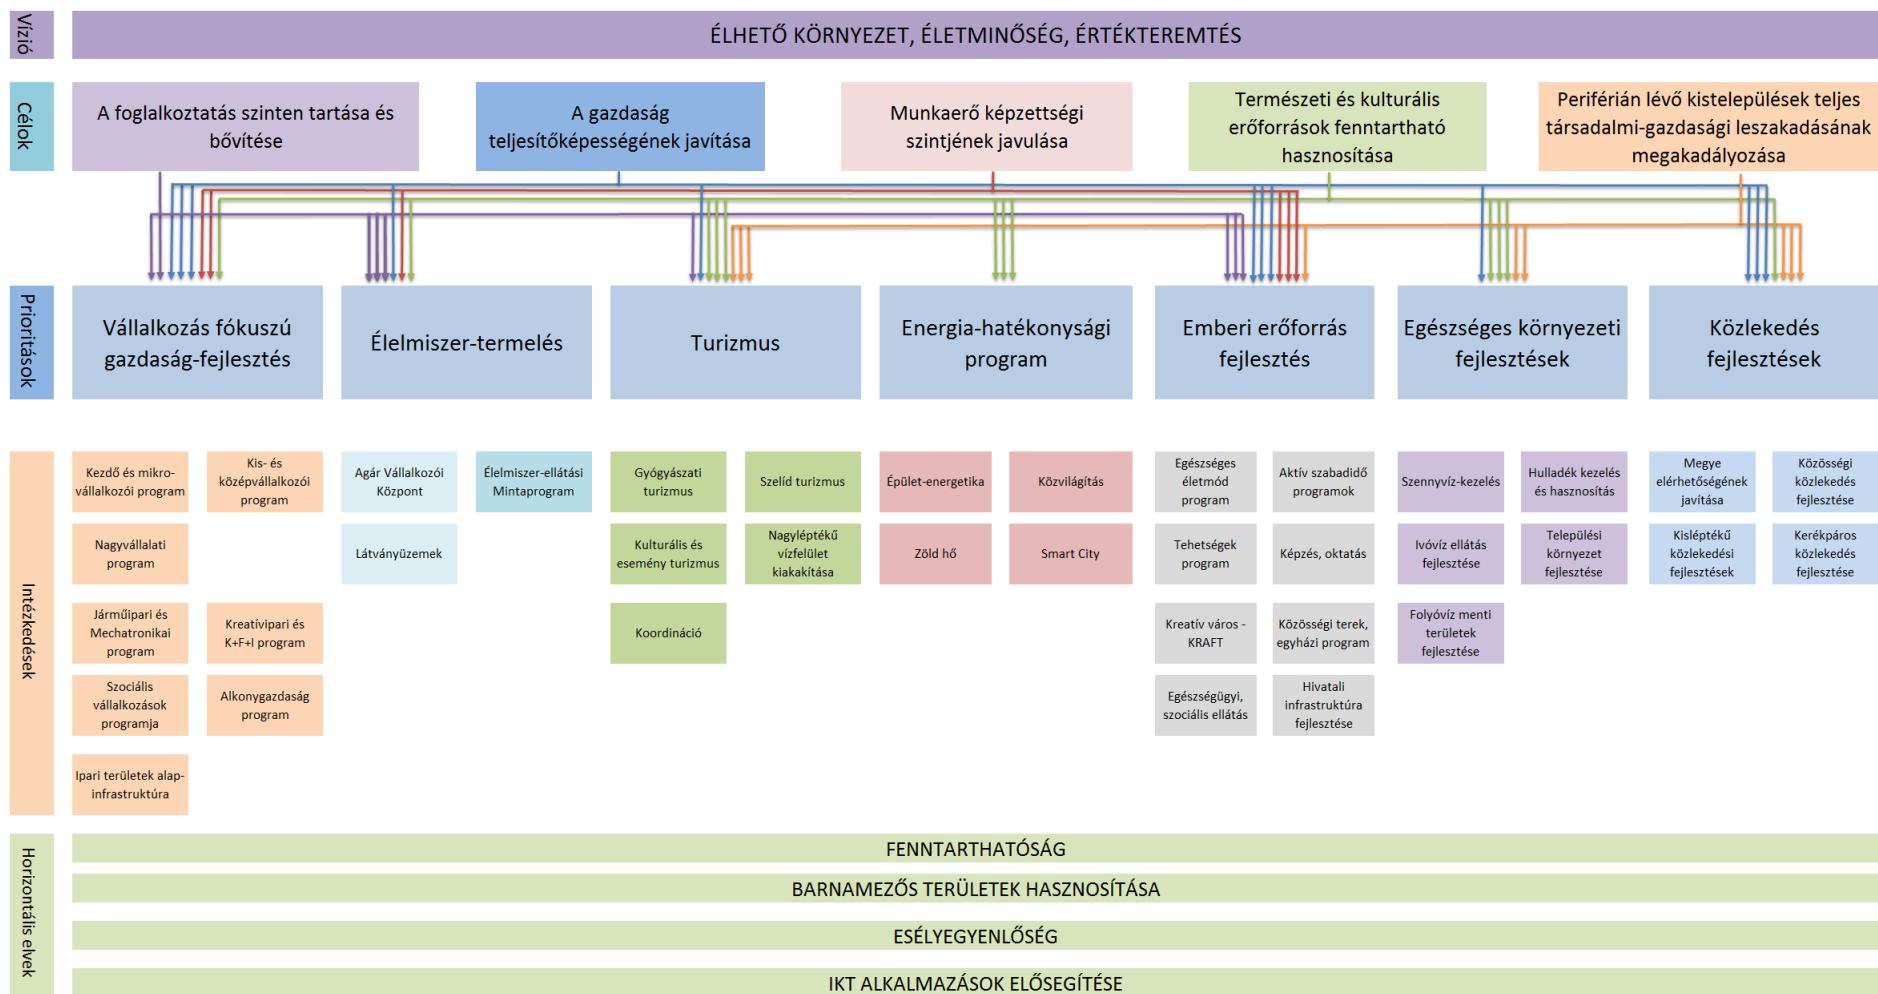 Vízió
ÉLHETŐ KÖRNYEZET, ÉLETMINŐSÉG, ÉRTÉKTEREMTÉS
Célok
A foglalkoztatás szinten tartása és
bővítése
A gazdaság
teljesítőképességének javítása
Munkaerő képzettségi
szintjének javulása
Természeti és kulturális
erőforrások fenntartható
hasznosítása
Periférián lévő kistelepülések teljes
társadalmi-gazdasági leszakadásának
megakadályozása
Prioritások
Vállalkozás fókuszú
gazdaság-fejlesztés
Élelmiszer-termelés
Turizmus
Energia-hatékonysági
program
Emberi erőforrás
fejlesztés
Egészséges környezeti
fejlesztések
Közlekedés
fejlesztések
Intézkedések
Kezdő és mikro-
vállalkozói program
Kis- és
középvállalkozói
program
Nagyvállalati
program
Járműipari és
Mechatronikai
program
Kreatívipari és
K+F+I program
Szociális
vállalkozások
programja
Alkonygazdaság
program
Ipari területek alap-
infrastruktúra
Agár Vállalkozói
Központ
Élelmiszer-ellátási
Mintaprogram
Látványüzemek
Gyógyászati
turizmus
Szelíd turizmus
Kulturális és
esemény turizmus
Nagyléptékű
vízfelület
kiakakítása
Koordináció
Épület-energetika
Közvilágítás
Zöld hő
Smart City
Egészséges
életmód
program
Aktív szabadidő
programok
Tehetségek
program
Képzés, oktatás
Kreatív város -
KRAFT
Közösségi terek,
egyházi program
Egészségügyi,
szociális ellátás
Hivatali
infrastruktúra
fejlesztése
Szennyvíz-kezelés
Hulladék kezelés
és hasznosítás
Ivóvíz ellátás
fejlesztése
Települési
környezet
fejlesztése
Folyóvíz menti
területek
fejlesztése
Megye
elérhetőségének
javítása
Közösségi
közlekedés
fejlesztése
Kisléptékű
közlekedési
fejlesztések
Kerékpáros
közlekedés
fejlesztése
Horizontális elvek
FENNTARTHATÓSÁG
BARNAMEZŐS TERÜLETEK HASZNOSÍTÁSA
ESÉLYEGYENLŐSÉG
IKT ALKALMAZÁSOK ELŐSEGÍTÉSE